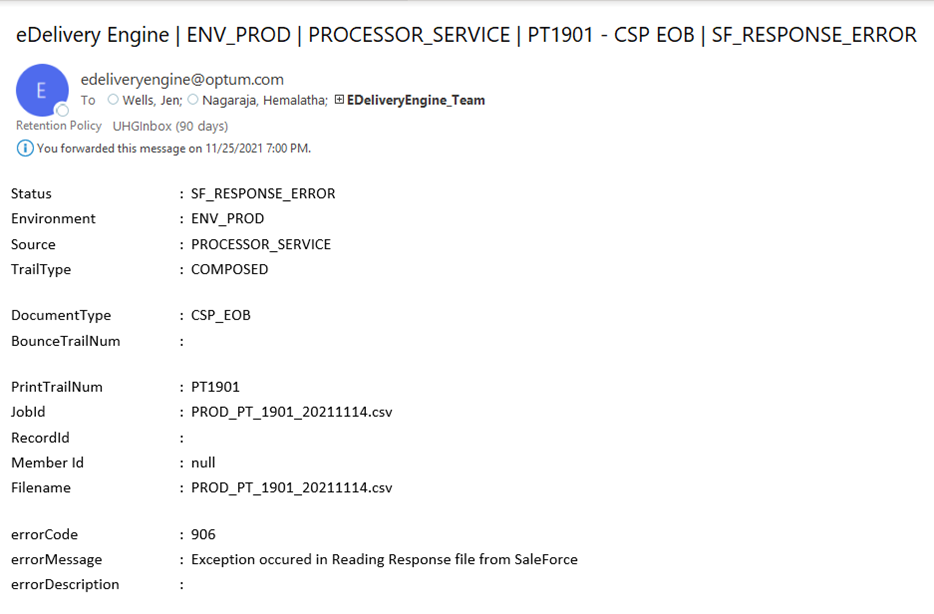 eDelivery Engine | ENV_PROD | PROCESSOR_SERVICE | PT1901 - CSP EOB | SF_RESPONSE_ERROR
E
edeliveryengine@optum.com
To Wells, Jen; Nagaraja, Hemalatha; EDeliveryEngine_Team
Retention Policy UHGInbox (90 days)
You forwarded this message on 11/25/2021 7:00 PM.
Status : SF_RESPONSE_ERROR
Environment : ENV_PROD
Source : PROCESSOR_SERVICE
TrailType : COMPOSED
DocumentType : CSP_EOB
BounceTrailNum :
PrintTrailNum : PT1901
JobId : PROD_PT_1901_20211114.csv
RecordId :
Member Id : null
Filename : PROD_PT_1901_20211114.csv
errorCode : 906
errorMessage : Exception occured in Reading Response file from SaleForce
errorDescription :